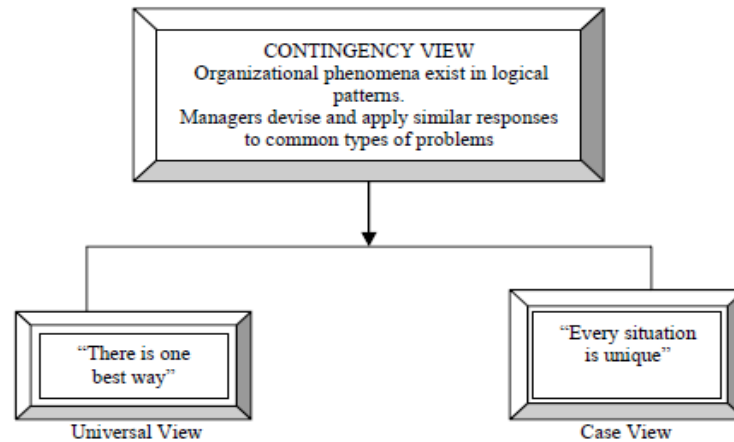 CONTINGENCY VIEW
Organizational phenomena exist in logical
patterns.
Managers devise and apply similar responses
to common types of problems
“There is one
best way”
Universal View
“Every situation
is unique”
Case View